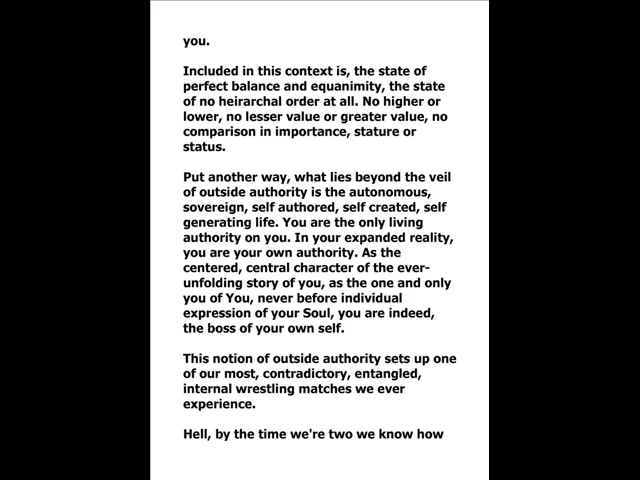 you.
Included in this context is, the state of
perfect balance and equanimity, the state
of no heirarchal order at all. No higher or
lower, no lesser value or greater value, no
comparison in importance, stature or
status.
Put another way, what lies beyond the veil
of outside authority is the autonomous,
sovereign, self authored, self created, self
generating life. You are the only living
authority on you. In your expanded reality,
you are your own authority. As the
centered, central character of the ever-
unfolding story of you, as the one and only
you of You, never before individual
expression of your Soul, you are indeed,
the boss of your own self.
This notion of outside authority sets up one
of our most, contradictory, entangled,
internal wrestling matches we ever
experience.
Hell, by the time we're two we know how